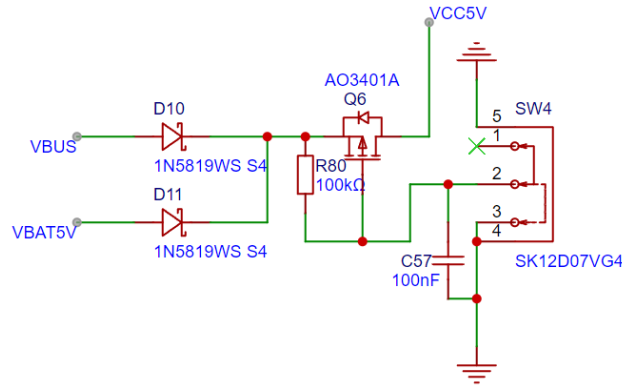 VCC5V
AO3401A
Q6
D10
VBUS
1N5819WS S4
R80
100kΩ
D11
VBAT5V
1N5819WS S4
5
SW4
1
2
3
4
C57
100nF
SK12D07VG4